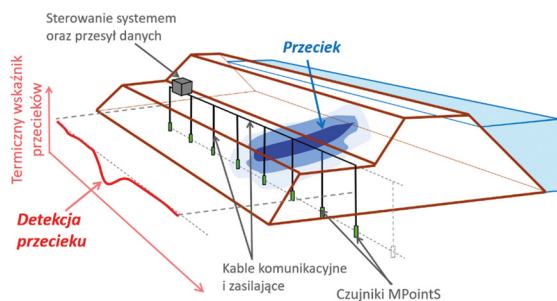 Sterowanie systemem
oraz przesył danych
Przeciek
Termiczny wskaźnik
przecieków
Detekcja
przecieku
Kable komunikacyjne
i zasilające
Czujniki MPointS